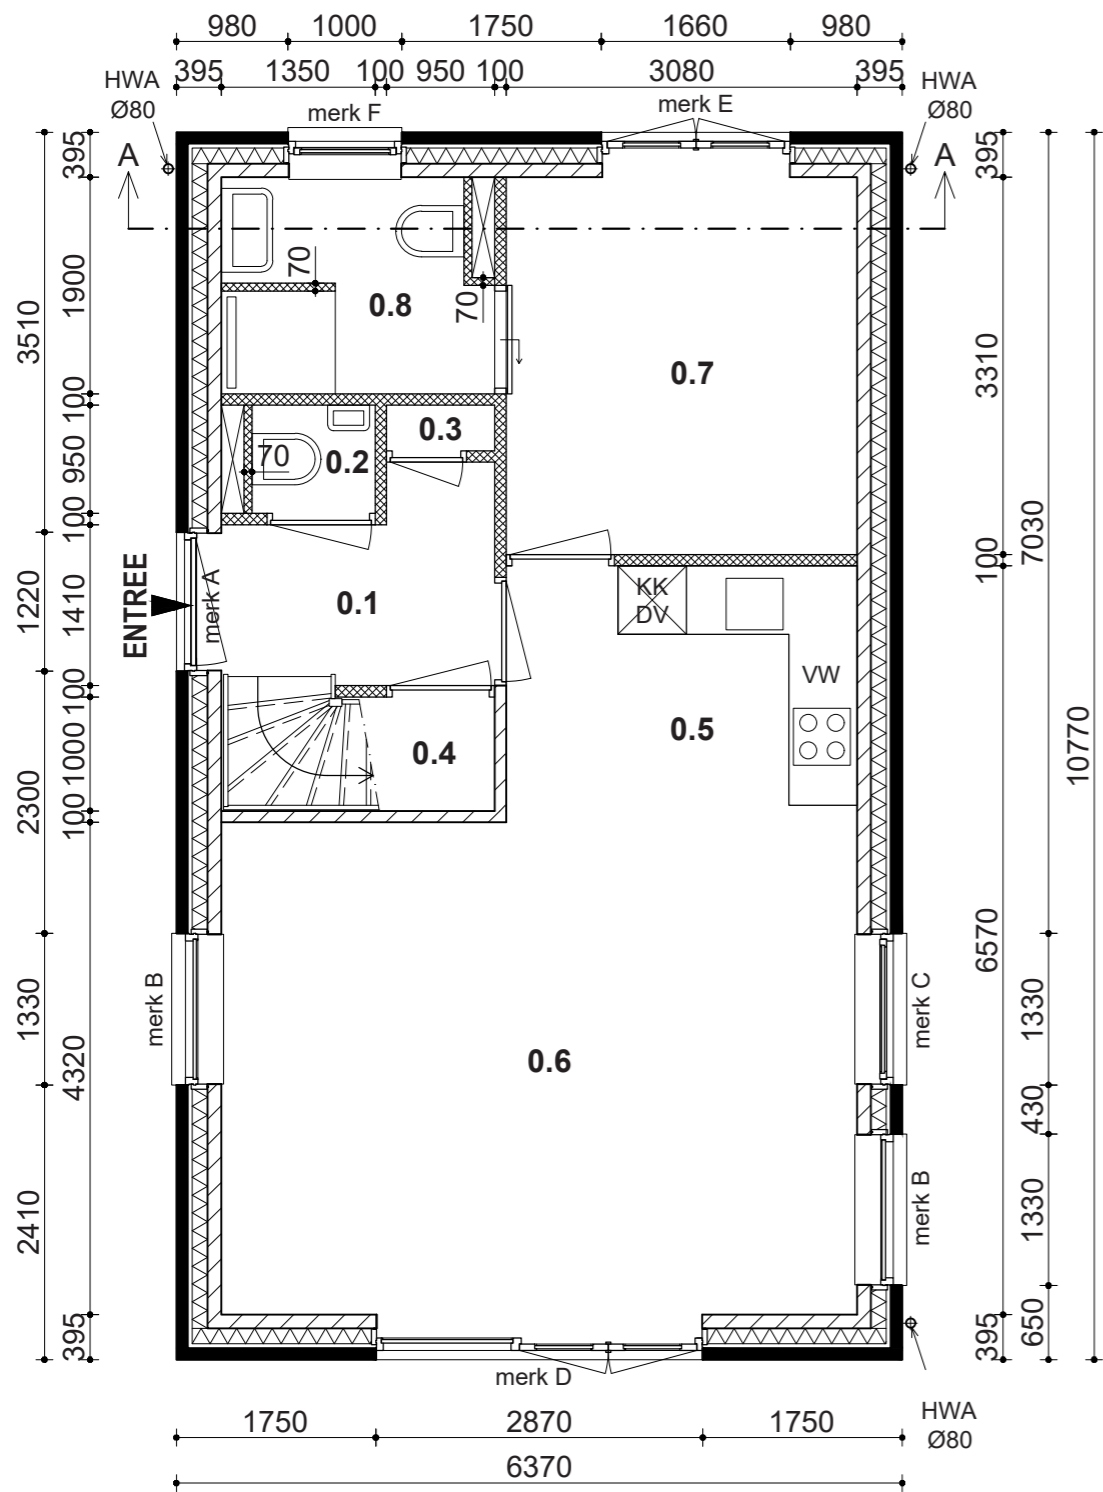 980 1000 1750 1660 980
395 1350 100 950 100 3080 395
HWA
Ø80
merk F
merk E
HWA
Ø80
A
A
395
1900
100
950
100
1410
100
1000
100
4320
395
3510
1220
2300
1330
2410
395
3310
100
6570
395
7030
1330
430
1330
650
10770
70
70
0.8
0.7
0.3
70
0.2
ENTREE
merk A
0.1
KK
DV
VW
0.5
0.4
merk B
merk C
0.6
merk B
merk D
HWA
Ø80
1750 2870 1750
6370